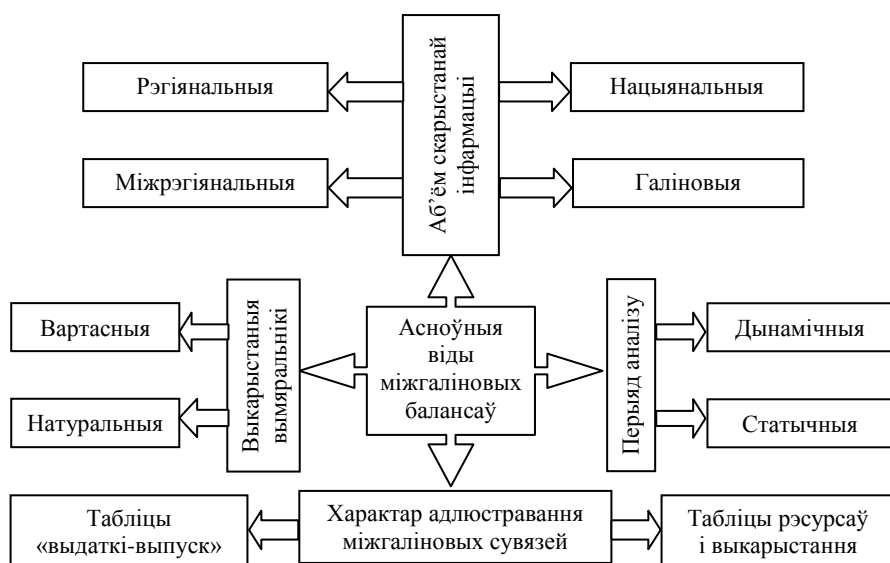 Рэгіянальныя
Аб’ём скарыстанай
інфармацыі
Нацыянальныя
Міжрэгіянальныя
Галіновыя
Вартасныя
Выкарыстаныя
вымяральнікі
Асноўныя
віды
міжгаліновых
балансаў
Перыяд аналізу
Дынамічныя
Натуральныя
Статычныя
Табліцы
«выдаткі-выпуск»
Характар адлюстравання
міжгаліновых сувязей
Табліцы рэсурсаў
і выкарыстання